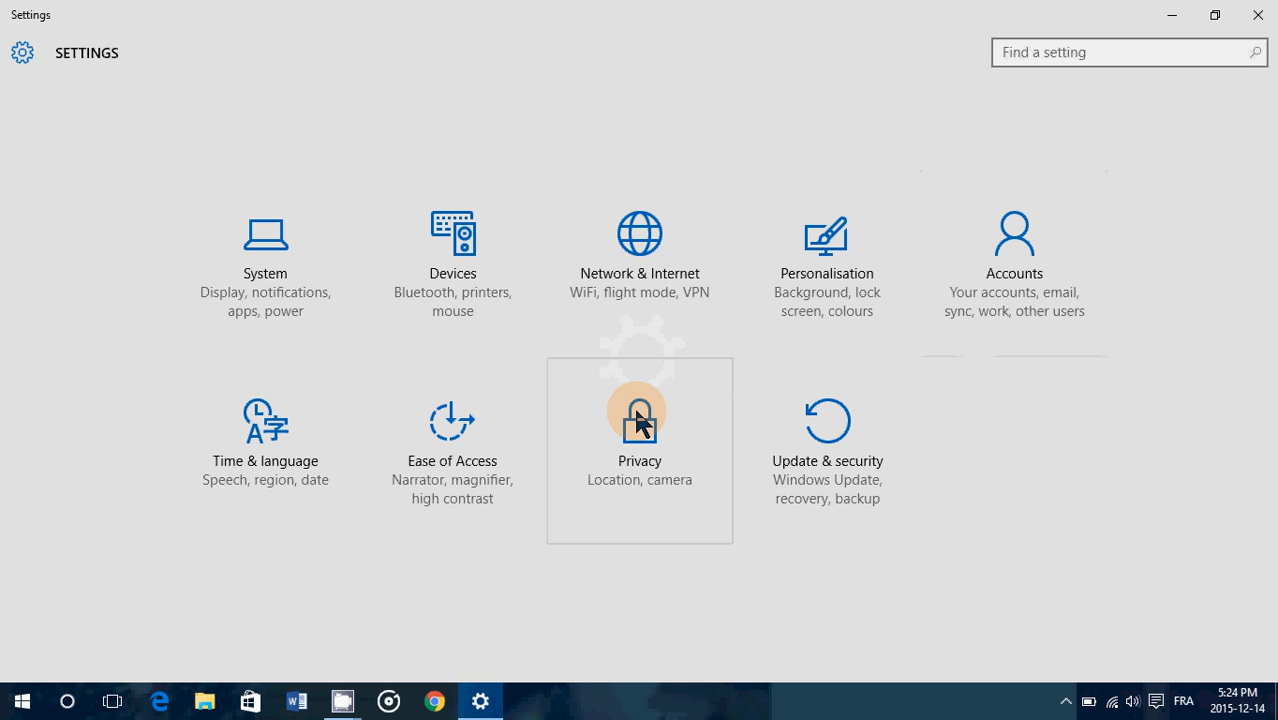 Settings
SETTINGS
Find a setting
System
Display, notifications,
apps, power
Devices
Bluetooth, printers,
mouse
Network & Internet
WiFi, flight mode, VPN
Personalisation
Background, lock
screen, colours
Accounts
Your accounts, email,
sync, work, other users
Time & language
Speech, region, date
Ease of Access
Narrator, magnifier,
high contrast
Privacy
Location, camera
Update & security
Windows Update,
recovery, backup
FRA
5:24 PM
2015-12-14